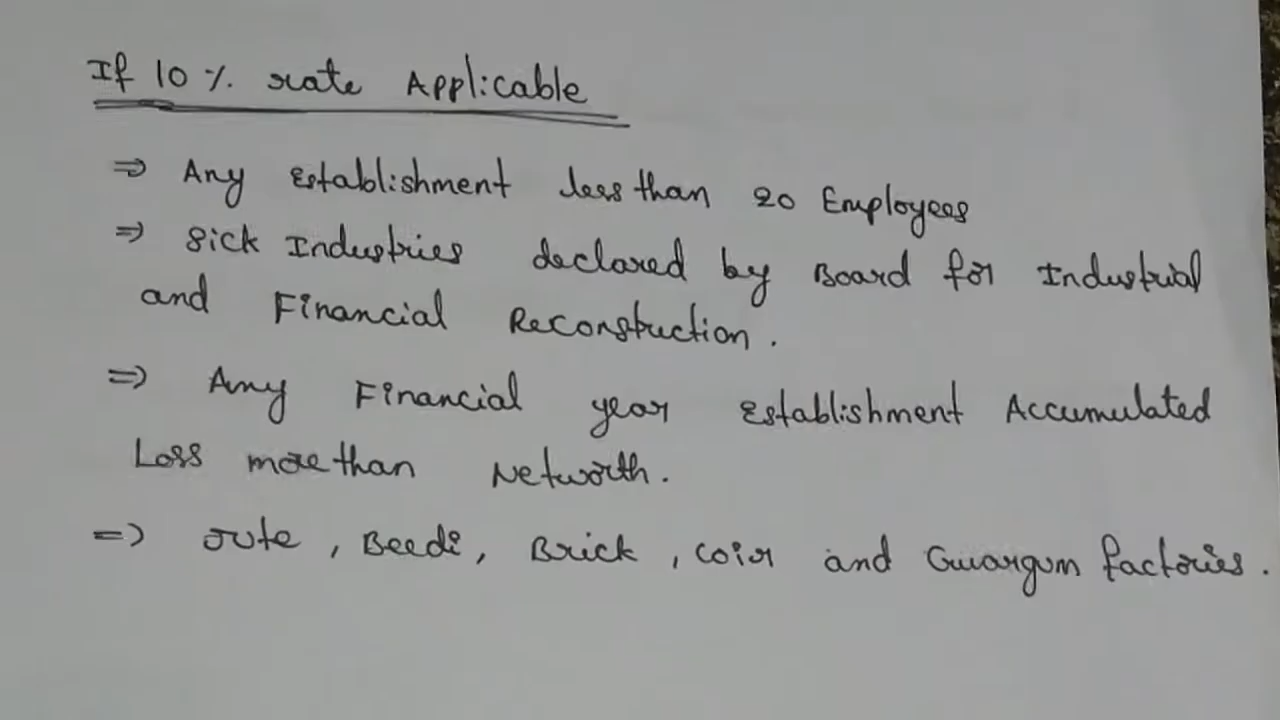 If 10 % rate Applicable
⇒ Any Establishment less than 20 Employees
⇒ Sick Industries declared by Board for Industrial
and Financial Reconstruction.
⇒ Any Financial year Establishment Accumulated
Loss more than Networth.
⇒ Jute, Beedi, Brick, Coir and Guargum factories.